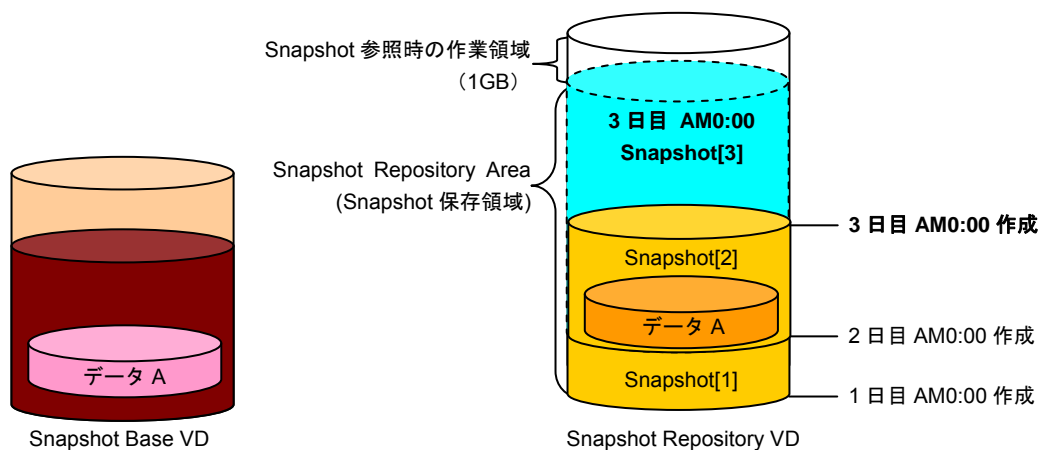 Snapshot 参照時の作業領域
（1GB）
3 日目 AM0:00
Snapshot[3]
Snapshot Repository Area
(Snapshot 保存領域)
3 日目 AM0:00 作成
Snapshot[2]
データ A
2 日目 AM0:00 作成
データ A
Snapshot[1]
1 日目 AM0:00 作成
Snapshot Base VD
Snapshot Repository VD